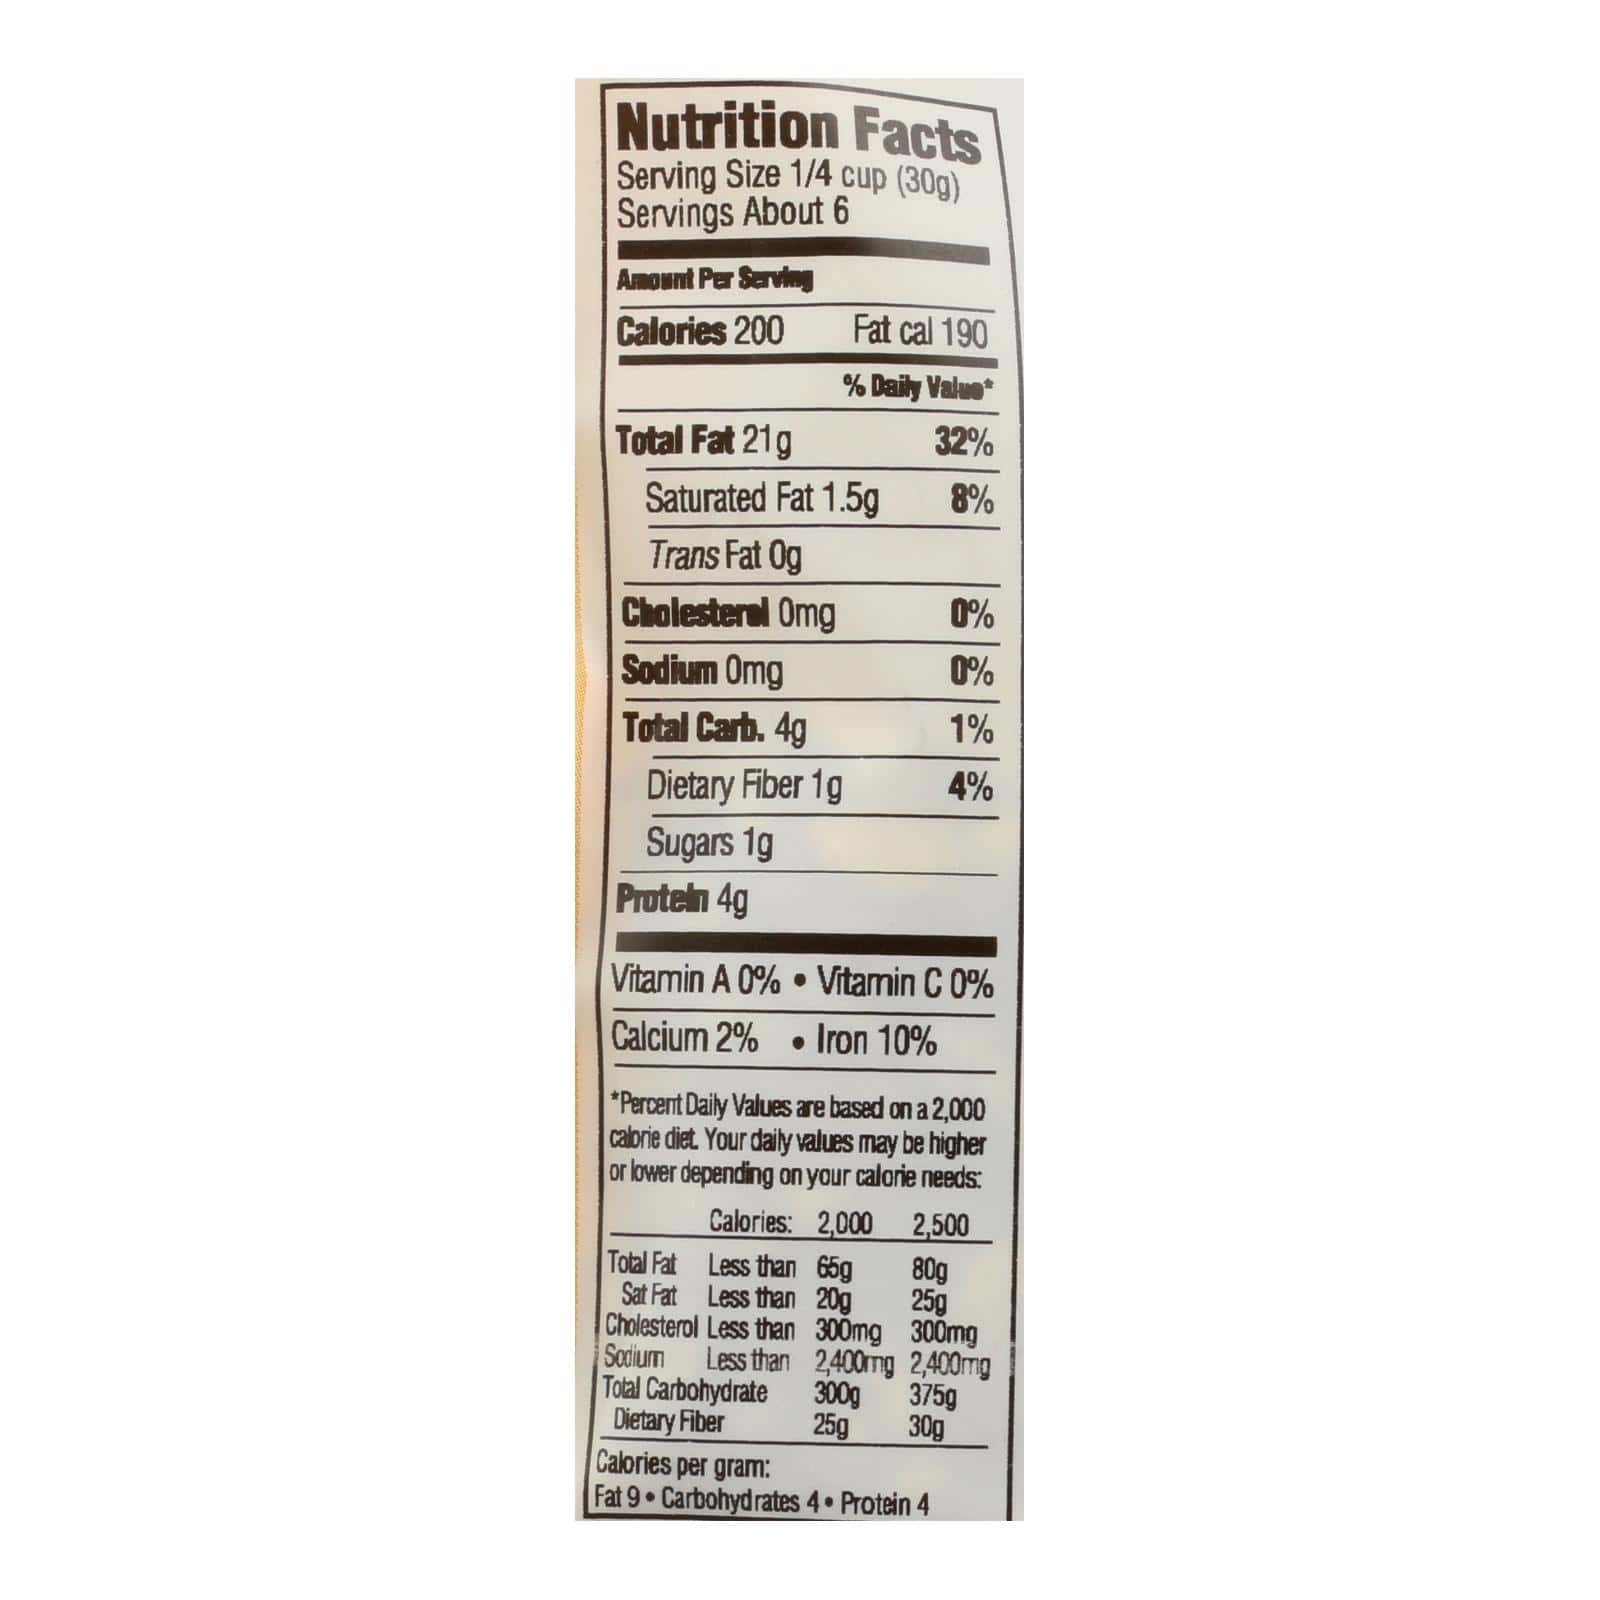 Nutrition Facts
Serving Size 1/4 cup (30g)
Servings About 6
Amount Per Serving
Calories 200 Fat cal 190
% Daily Value*
Total Fat 21g 32%
Saturated Fat 1.5g 8%
Trans Fat 0g
Cholesterol 0mg 0%
Sodium 0mg 0%
Total Carb. 4g 1%
Dietary Fiber 1g 4%
Sugars 1g
Protein 4g
Vitamin A 0% • Vitamin C 0%
Calcium 2% • Iron 10%
*Percent Daily Values are based on a 2,000
calorie diet. Your daily values may be higher
or lower depending on your calorie needs:
Calories: 2,000 2,500
Total Fat Less than 65g 80g
Sat Fat Less than 20g 25g
Cholesterol Less than 300mg 300mg
Sodium Less than 2,400mg 2,400mg
Total Carbohydrate 300g 375g
Dietary Fiber 25g 30g
Calories per gram:
Fat 9 • Carbohydrates 4 • Protein 4